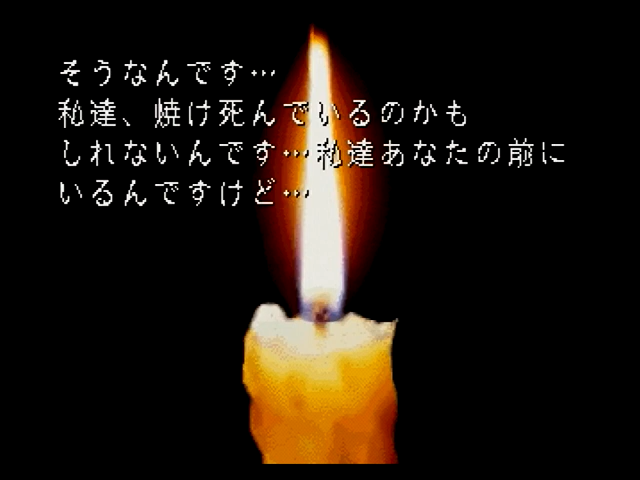 そうなんです…
私達、焼け死んでいるのかも
しれないんです…私達あなたの前に
いるんですけど…